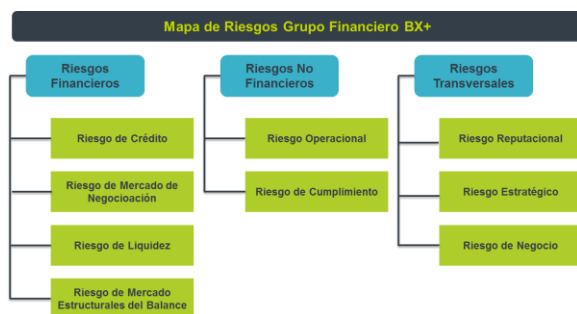 Mapa de Riesgos Grupo Financiero BX+
Riesgos
Financieros
Riesgo de Crédito
Riesgo de Mercado de
Negocioación
Riesgo de Liquidez
Riesgo de Mercado
Estructurales del Balance
Riesgos No
Financieros
Riesgo Operacional
Riesgo de Cumplimiento
Riesgos
Transversales
Riesgo Reputacional
Riesgo Estratégico
Riesgo de Negocio